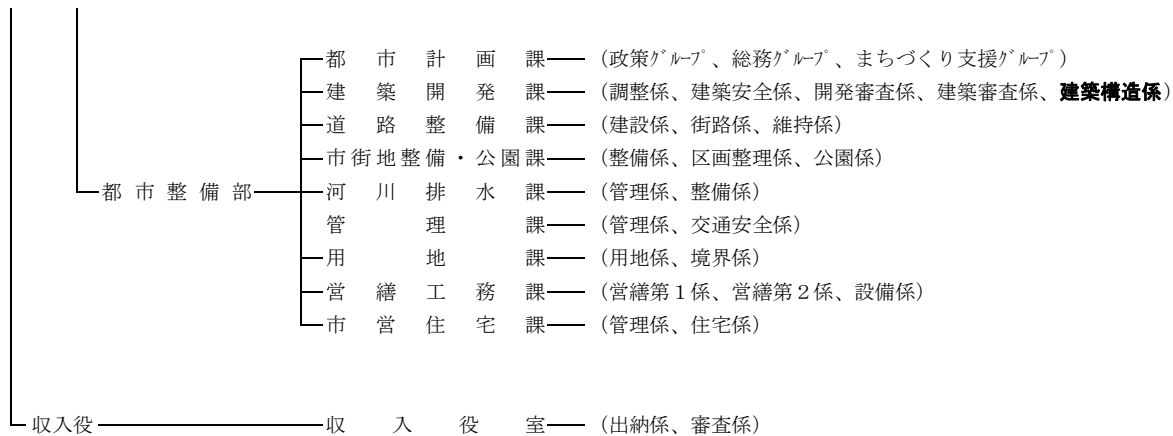 都市計画課 (政策ｸﾞﾙｰﾌﾟ、総務ｸﾞﾙｰﾌﾟ、まちづくり支援ｸﾞﾙｰﾌﾟ)
建築開発課 (調整係、建築安全係、開発審査係、建築審査係、建築構造係)
道路整備課 (建設係、街路係、維持係)
市街地整備・公園課 (整備係、区画整理係、公園係)
都市整備部 河川排水課 (管理係、整備係)
管理課 (管理係、交通安全係)
用地課 (用地係、境界係)
営繕工務課 (営繕第１係、営繕第２係、設備係)
市営住宅課 (管理係、住宅係)
収入役 収入役室 (出納係、審査係)